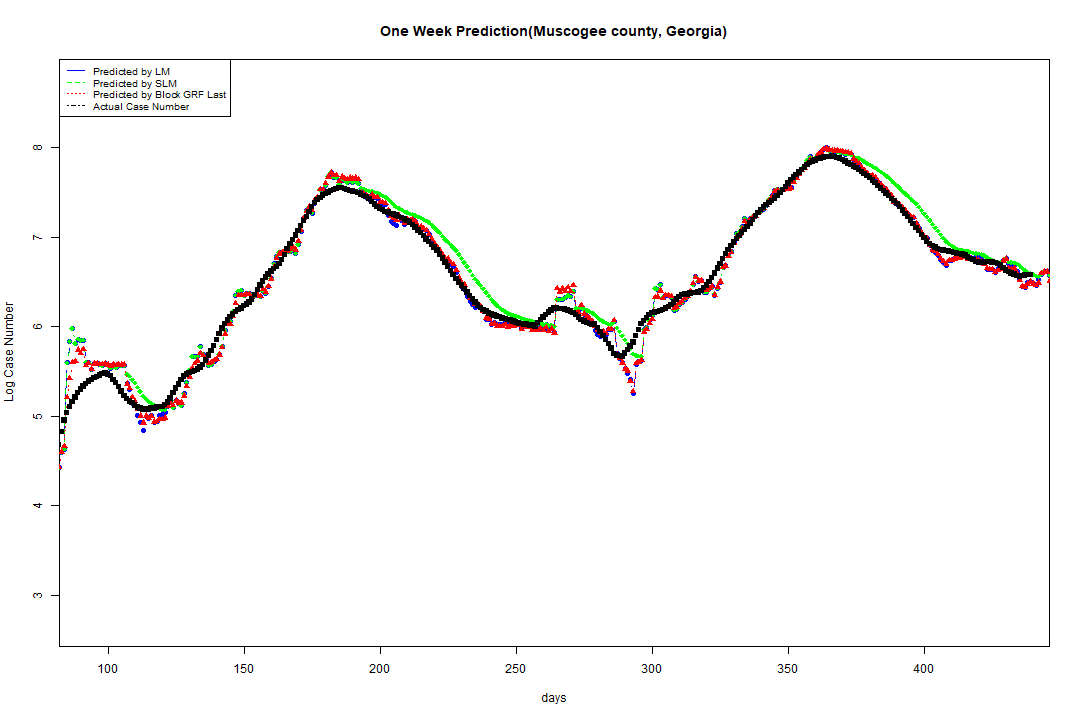 One Week Prediction(Muscogee county, Georgia)
Predicted by LM
Predicted by SLM
Predicted by Block GRF Last
Actual Case Number
8
7
6
5
4
3
Log Case Number
100 150 200 250 300 350 400
days